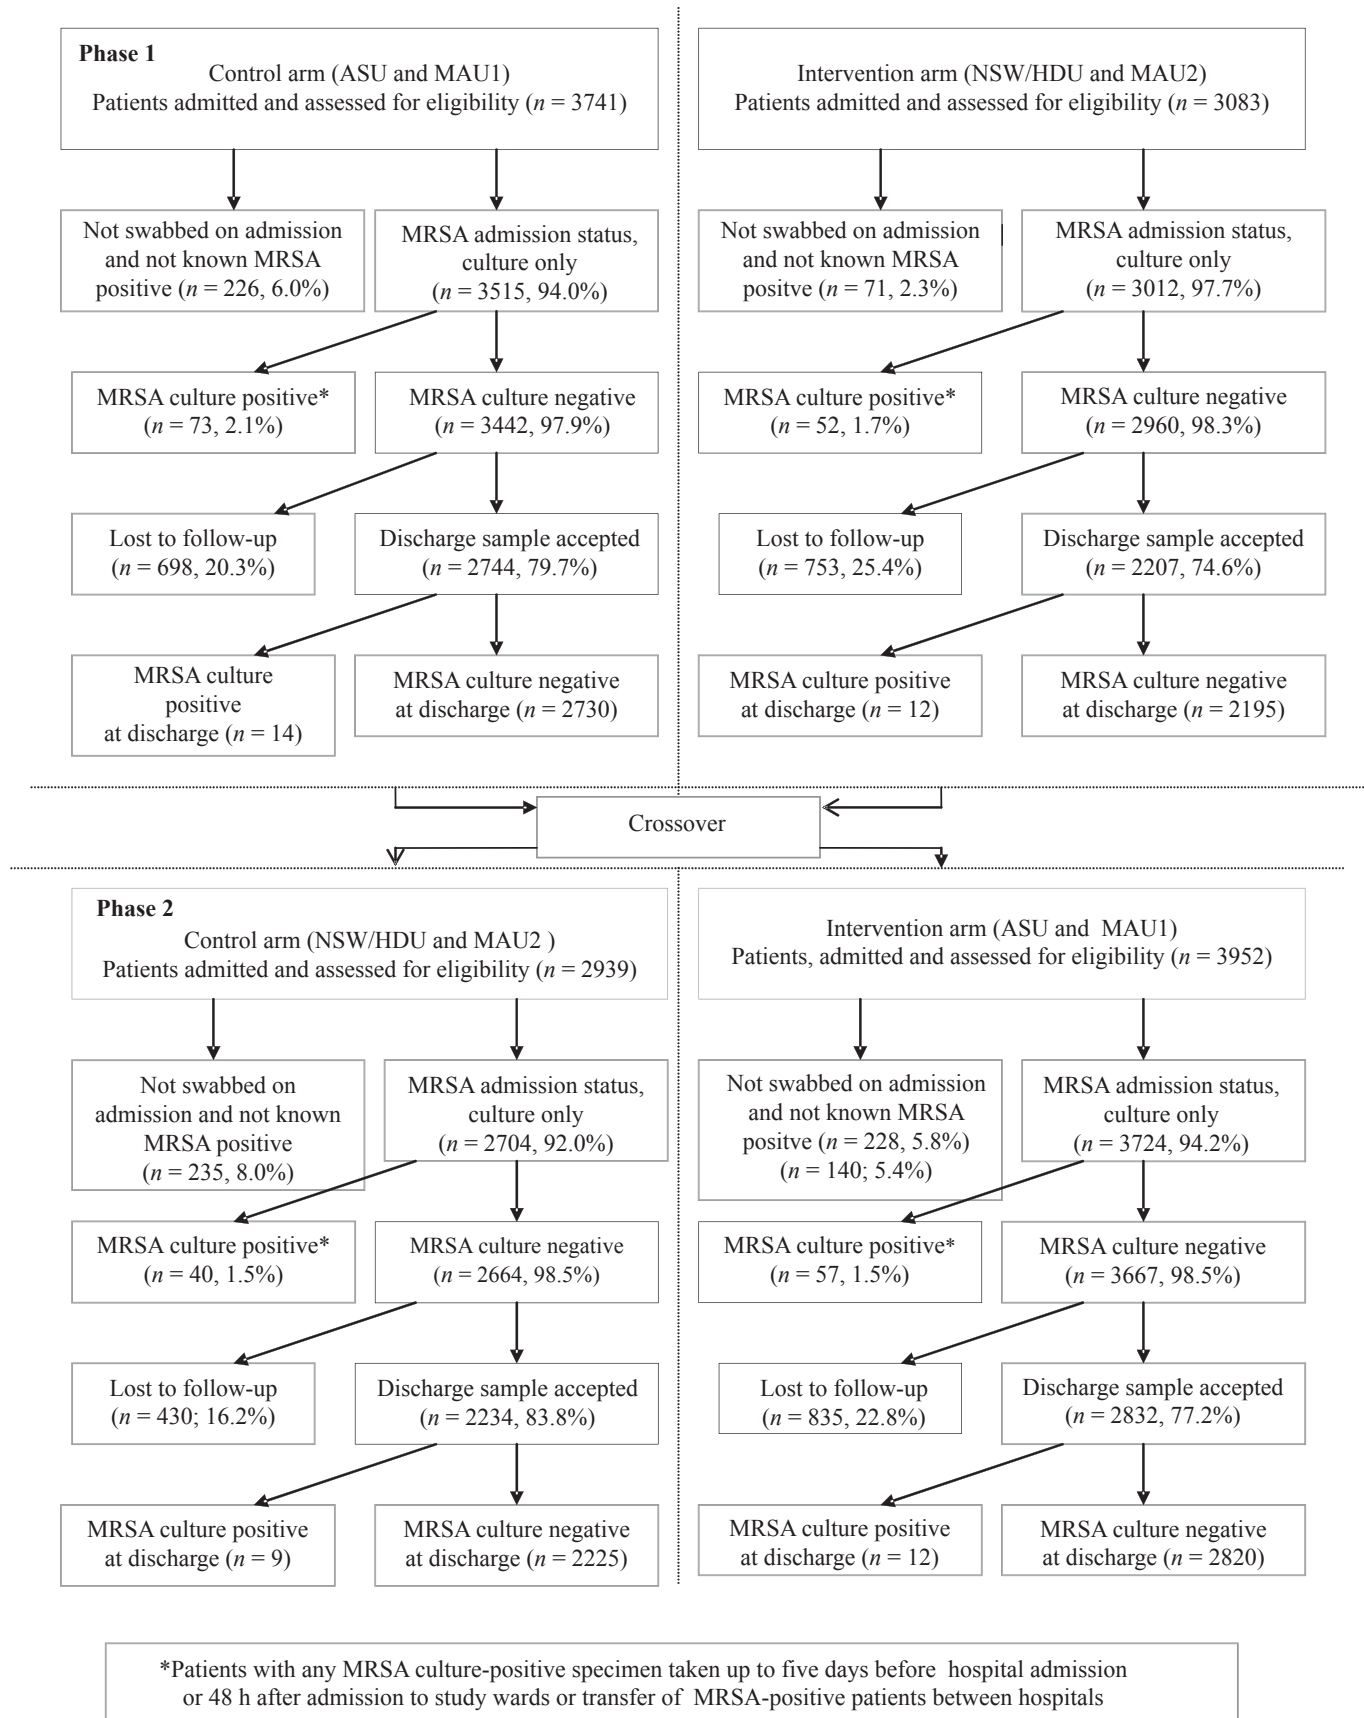 Phase 1
Control arm (ASU and MAU1)
Patients admitted and assessed for eligibility (n = 3741)
Intervention arm (NSW/HDU and MAU2)
Patients admitted and assessed for eligibility (n = 3083)
Not swabbed on admission
and not known MRSA
positive (n = 226, 6.0%)
MRSA admission status,
culture only
(n = 3515, 94.0%)
Not swabbed on admission
and not known MRSA
positve (n = 71, 2.3%)
MRSA admission status,
culture only
(n = 3012, 97.7%)
MRSA culture positive*
(n = 73, 2.1%)
MRSA culture negative
(n = 3442, 97.9%)
MRSA culture positive*
(n = 52, 1.7%)
MRSA culture negative
(n = 2960, 98.3%)
Lost to follow-up
(n = 698, 20.3%)
Discharge sample accepted
(n = 2744, 79.7%)
Lost to follow-up
(n = 753, 25.4%)
Discharge sample accepted
(n = 2207, 74.6%)
MRSA culture
positive
at discharge (n = 14)
MRSA culture negative
at discharge (n = 2730)
MRSA culture positive
at discharge (n = 12)
MRSA culture negative
at discharge (n = 2195)
Crossover
Phase 2
Control arm (NSW/HDU and MAU2 )
Patients admitted and assessed for eligibility (n = 2939)
Intervention arm (ASU and MAU1)
Patients, admitted and assessed for eligibility (n = 3952)
Not swabbed on
admission and not known
MRSA positive
(n = 235, 8.0%)
MRSA admission status,
culture only
(n = 2704, 92.0%)
Not swabbed on admission
and not known MRSA
positve (n = 228, 5.8%)
(n = 140; 5.4%)
MRSA admission status,
culture only
(n = 3724, 94.2%)
MRSA culture positive*
(n = 40, 1.5%)
MRSA culture negative
(n = 2664, 98.5%)
MRSA culture positive*
(n = 57, 1.5%)
MRSA culture negative
(n = 3667, 98.5%)
Lost to follow-up
(n = 430; 16.2%)
Discharge sample accepted
(n = 2234, 83.8%)
Lost to follow-up
(n = 835, 22.8%)
Discharge sample accepted
(n = 2832, 77.2%)
MRSA culture positive
at discharge (n = 9)
MRSA culture negative
at discharge (n = 2225)
MRSA culture positive
at discharge (n = 12)
MRSA culture negative
at discharge (n = 2820)
*Patients with any MRSA culture-positive specimen taken up to five days before hospital admission
or 48 h after admission to study wards or transfer of MRSA-positive patients between hospitals